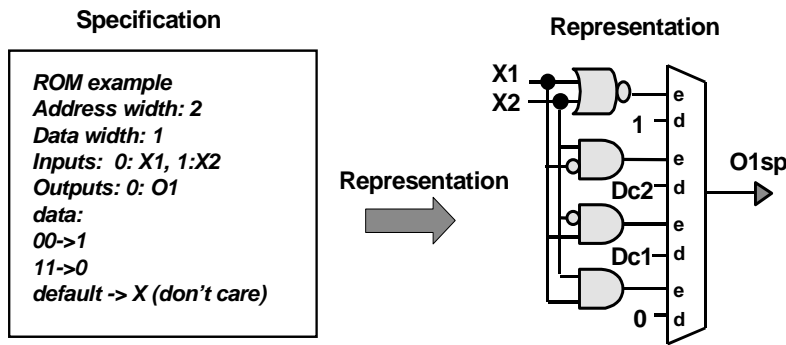 Specification
ROM example
Address width: 2
Data width: 1
Inputs:  0: X1, 1:X2
Outputs: 0: O1
data:
00->1
11->0
default -> X (don't care)
Representation
Representation
X1
X2
e
1
d
e
Dc2
d
e
Dc1
d
e
0
d
O1sp